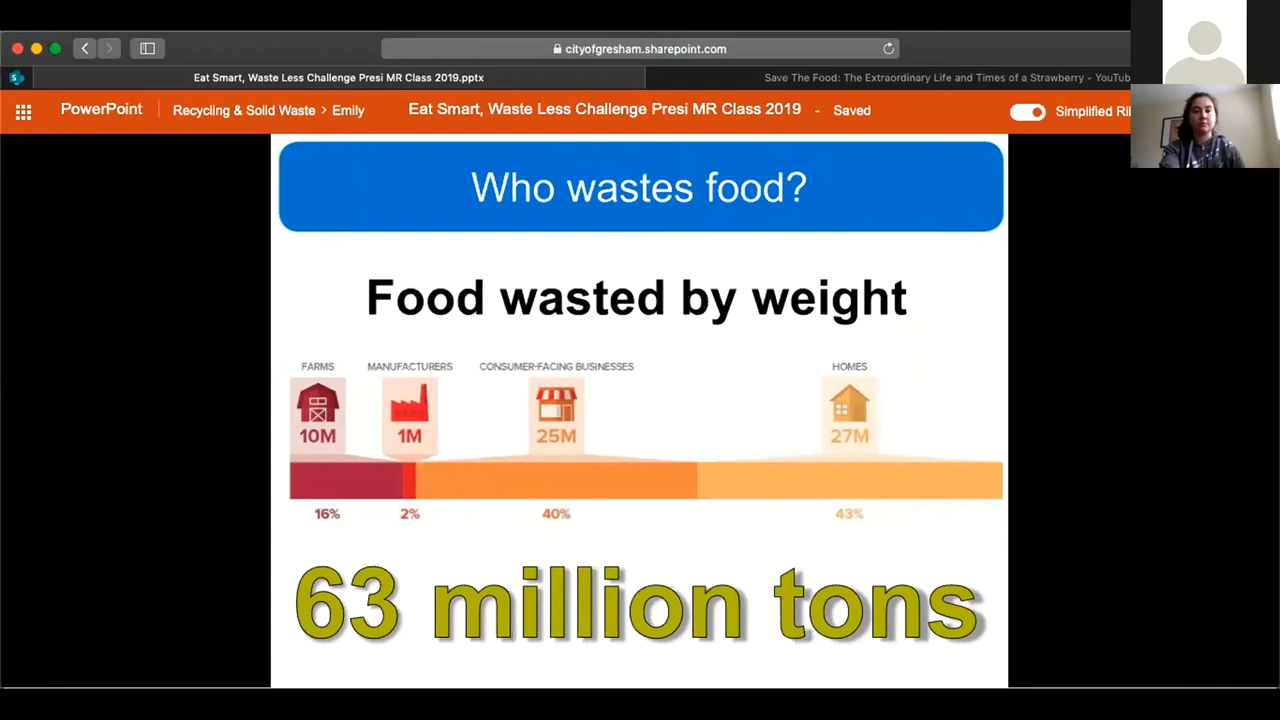 cityofgresham.sharepoint.com
Eat Smart, Waste Less Challenge Presi MR Class 2019.pptx
Save The Food: The Extraordinary Life and Times of a Strawberry - YouTub
PowerPoint
Recycling & Solid Waste > Emily
Eat Smart, Waste Less Challenge Presi MR Class 2019 - Saved
Simplified Ri
Who wastes food?
Food wasted by weight
FARMS MANUFACTURERS CONSUMER-FACING BUSINESSES HOMES
10M 1M 25M 27M
16% 2% 40% 43%
63 million tons